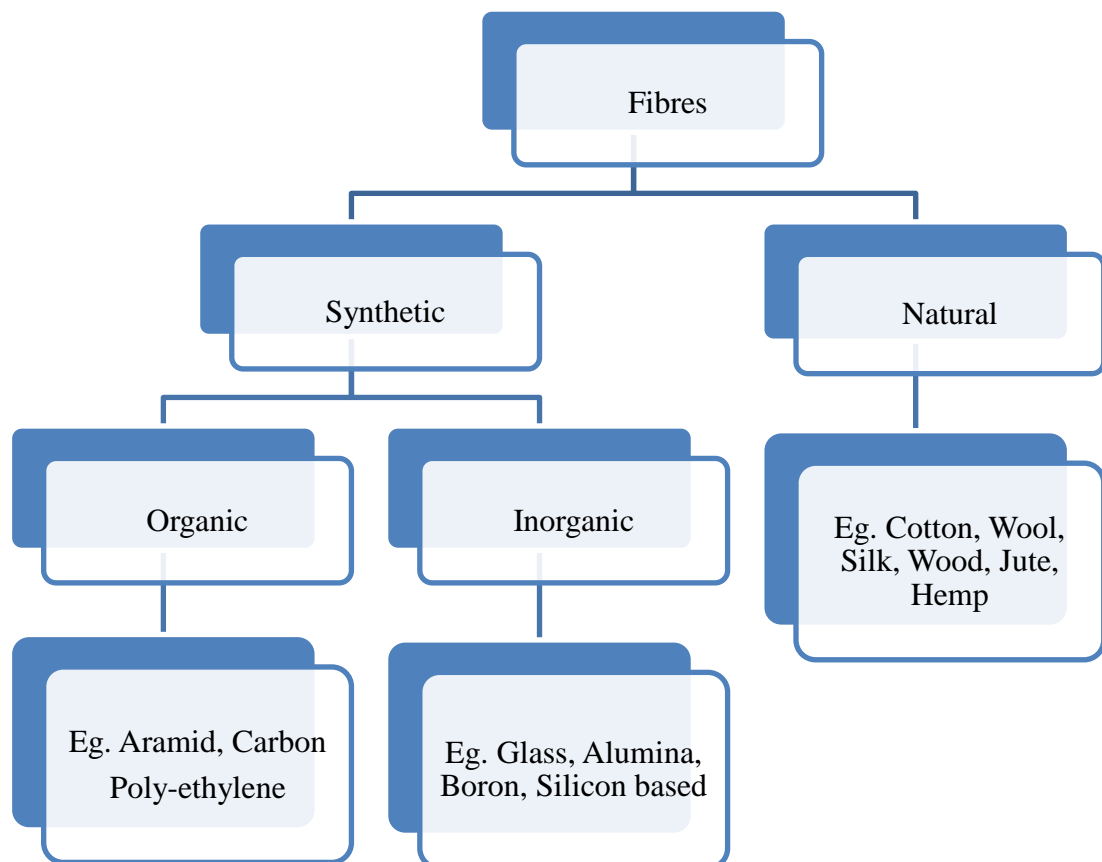 Fibres
Synthetic
Natural
Organic
Inorganic
Eg. Cotton, Wool,
Silk, Wood, Jute,
Hemp
Eg. Aramid, Carbon
Poly-ethylene
Eg. Glass, Alumina,
Boron, Silicon based